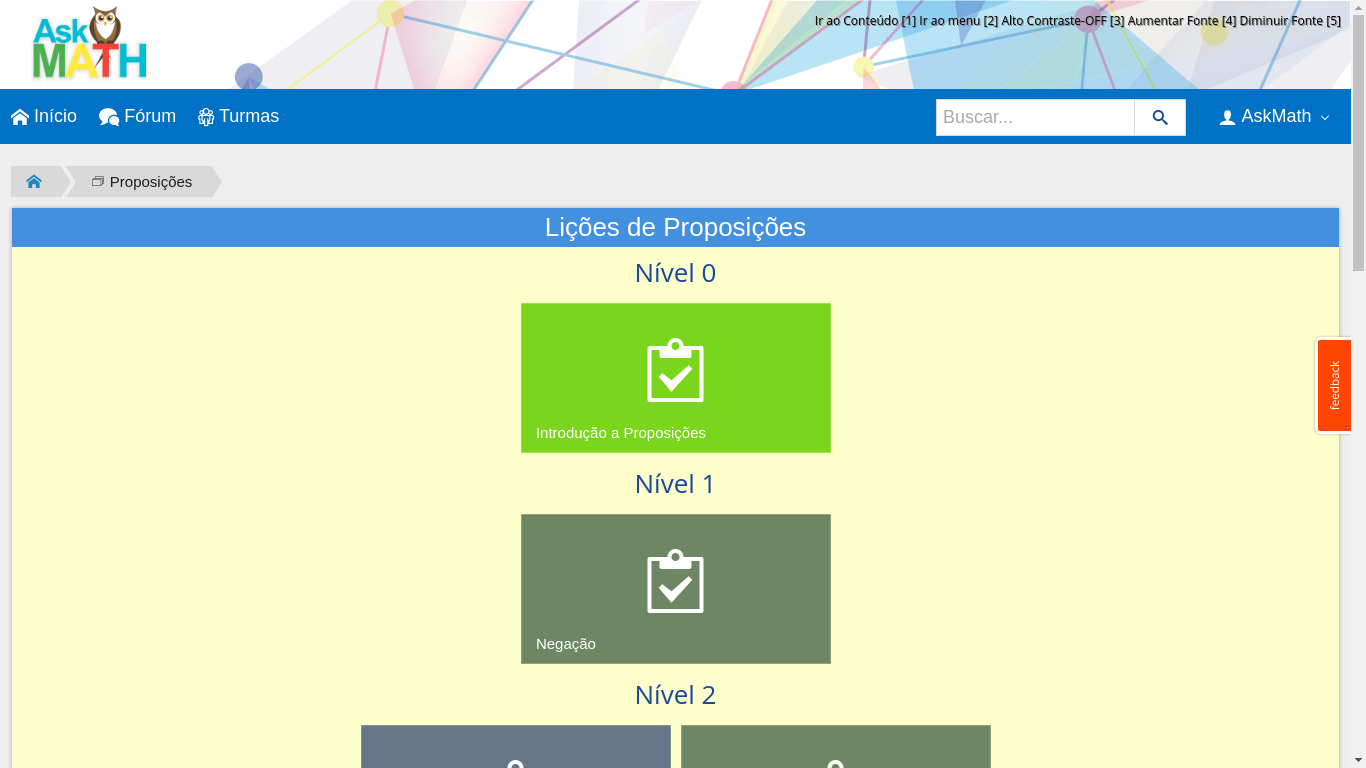 Ask
MATH
Ir ao Conteúdo [1] Ir ao menu [2] Alto Contraste-OFF [3] Aumentar Fonte [4] Diminuir Fonte [5]
Início Fórum Turmas Buscar... AskMath
Proposições
Lições de Proposições
Nível 0
Introdução a Proposições
feedback
Nível 1
Negação
Nível 2